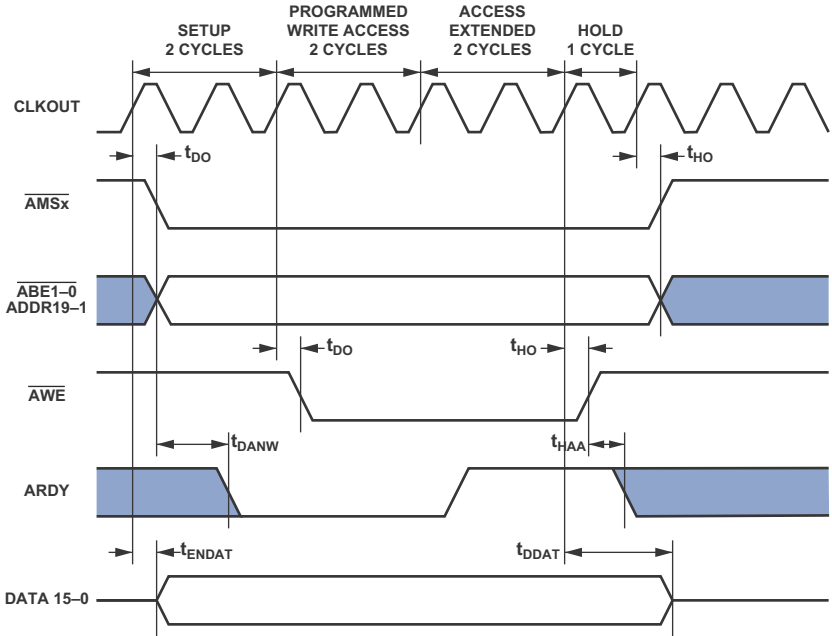 SETUP
2 CYCLES
PROGRAMMED
WRITE ACCESS
2 CYCLES
ACCESS
EXTENDED
2 CYCLES
HOLD
1 CYCLE
CLKOUT
tDO
tHO
AMSx
ABE1–0
ADDR19–1
tDO
tHO
AWE
tDANW
tHAA
ARDY
tENDAT
tDDAT
DATA 15–0